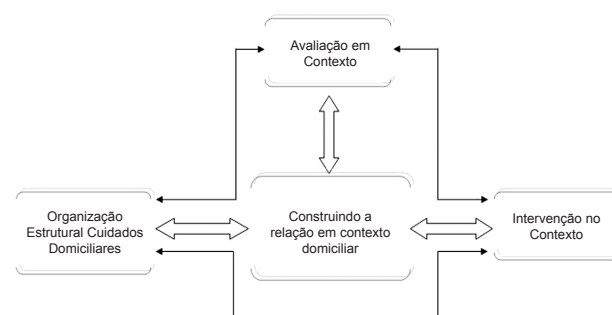 Avaliação em
Contexto
Organização
Estrutural Cuidados
Domiciliares
Construindo a
relação em contexto
domiciliar
Intervenção no
Contexto